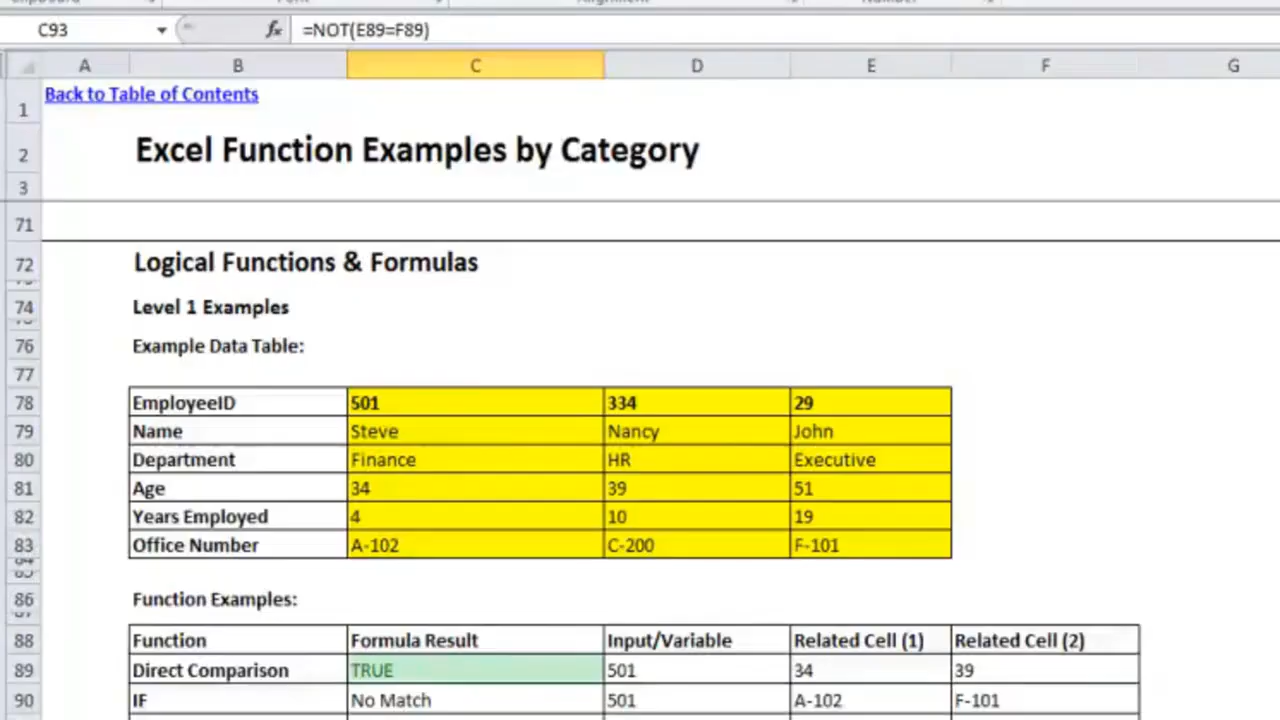 C93 fx =NOT(E89=F89)
A B C D E F G
1 Back to Table of Contents
2 Excel Function Examples by Category
3
71
72 Logical Functions & Formulas
74 Level 1 Examples
76 Example Data Table:
77
78 EmployeeID 501 334 29
79 Name Steve Nancy John
80 Department Finance HR Executive
81 Age 34 39 51
82 Years Employed 4 10 19
83 Office Number A-102 C-200 F-101
86 Function Examples:
88 Function Formula Result Input/Variable Related Cell (1) Related Cell (2)
89 Direct Comparison TRUE 501 34 39
90 IF No Match 501 A-102 F-101